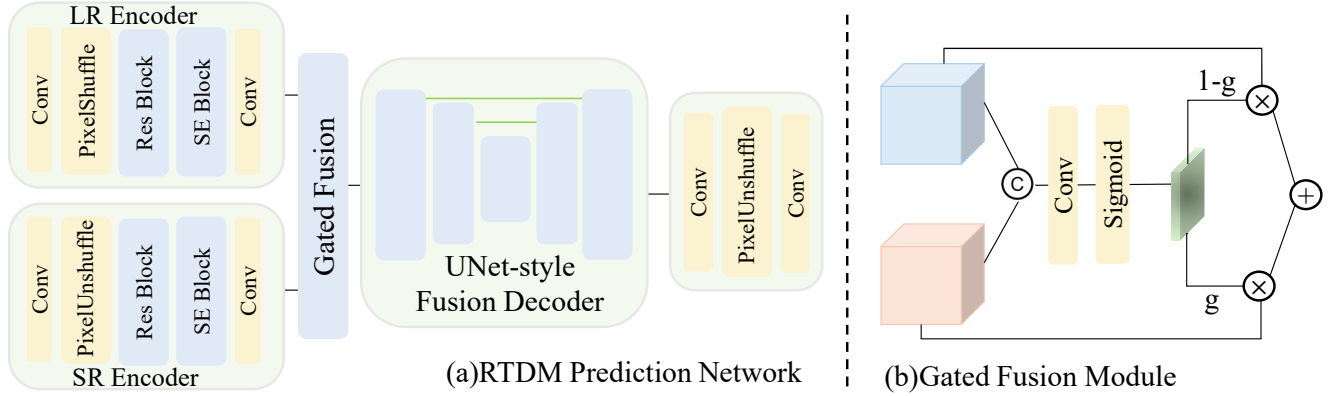 LR Encoder
Conv
PixelShuffle
Res Block
SE Block
Conv
Conv
PixelUnshuffle
Res Block
SE Block
Conv
SR Encoder
Gated Fusion
UNet-style
Fusion Decoder
Conv
PixelUnshuffle
Conv
(a)RTDM Prediction Network
C
Conv
Sigmoid
1-g
×
+
×
g
(b)Gated Fusion Module